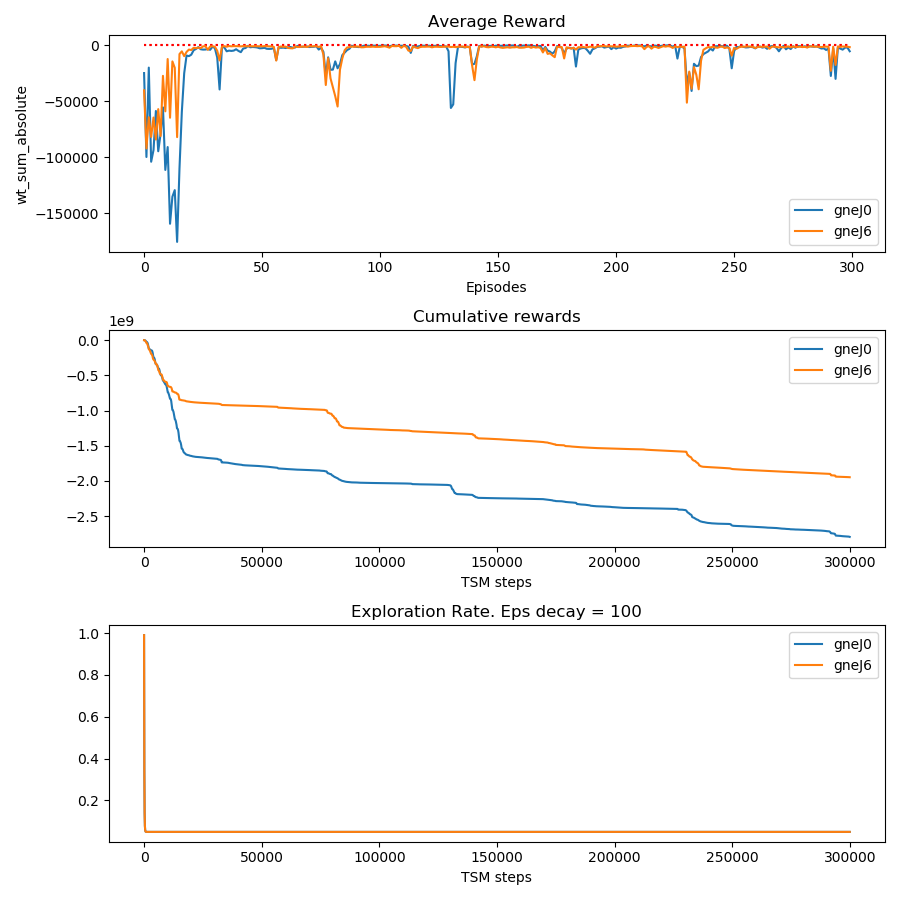 Average Reward
wt_sum_absolute
0
−50000
−100000
−150000
gneJ0
gneJ6
0 50 100 150 200 250 300
Episodes
Cumulative rewards
1e9
0.0
−0.5
−1.0
−1.5
−2.0
−2.5
gneJ0
gneJ6
0 50000 100000 150000 200000 250000 300000
TSM steps
Exploration Rate. Eps decay = 100
1.0
0.8
0.6
0.4
0.2
gneJ0
gneJ6
0 50000 100000 150000 200000 250000 300000
TSM steps